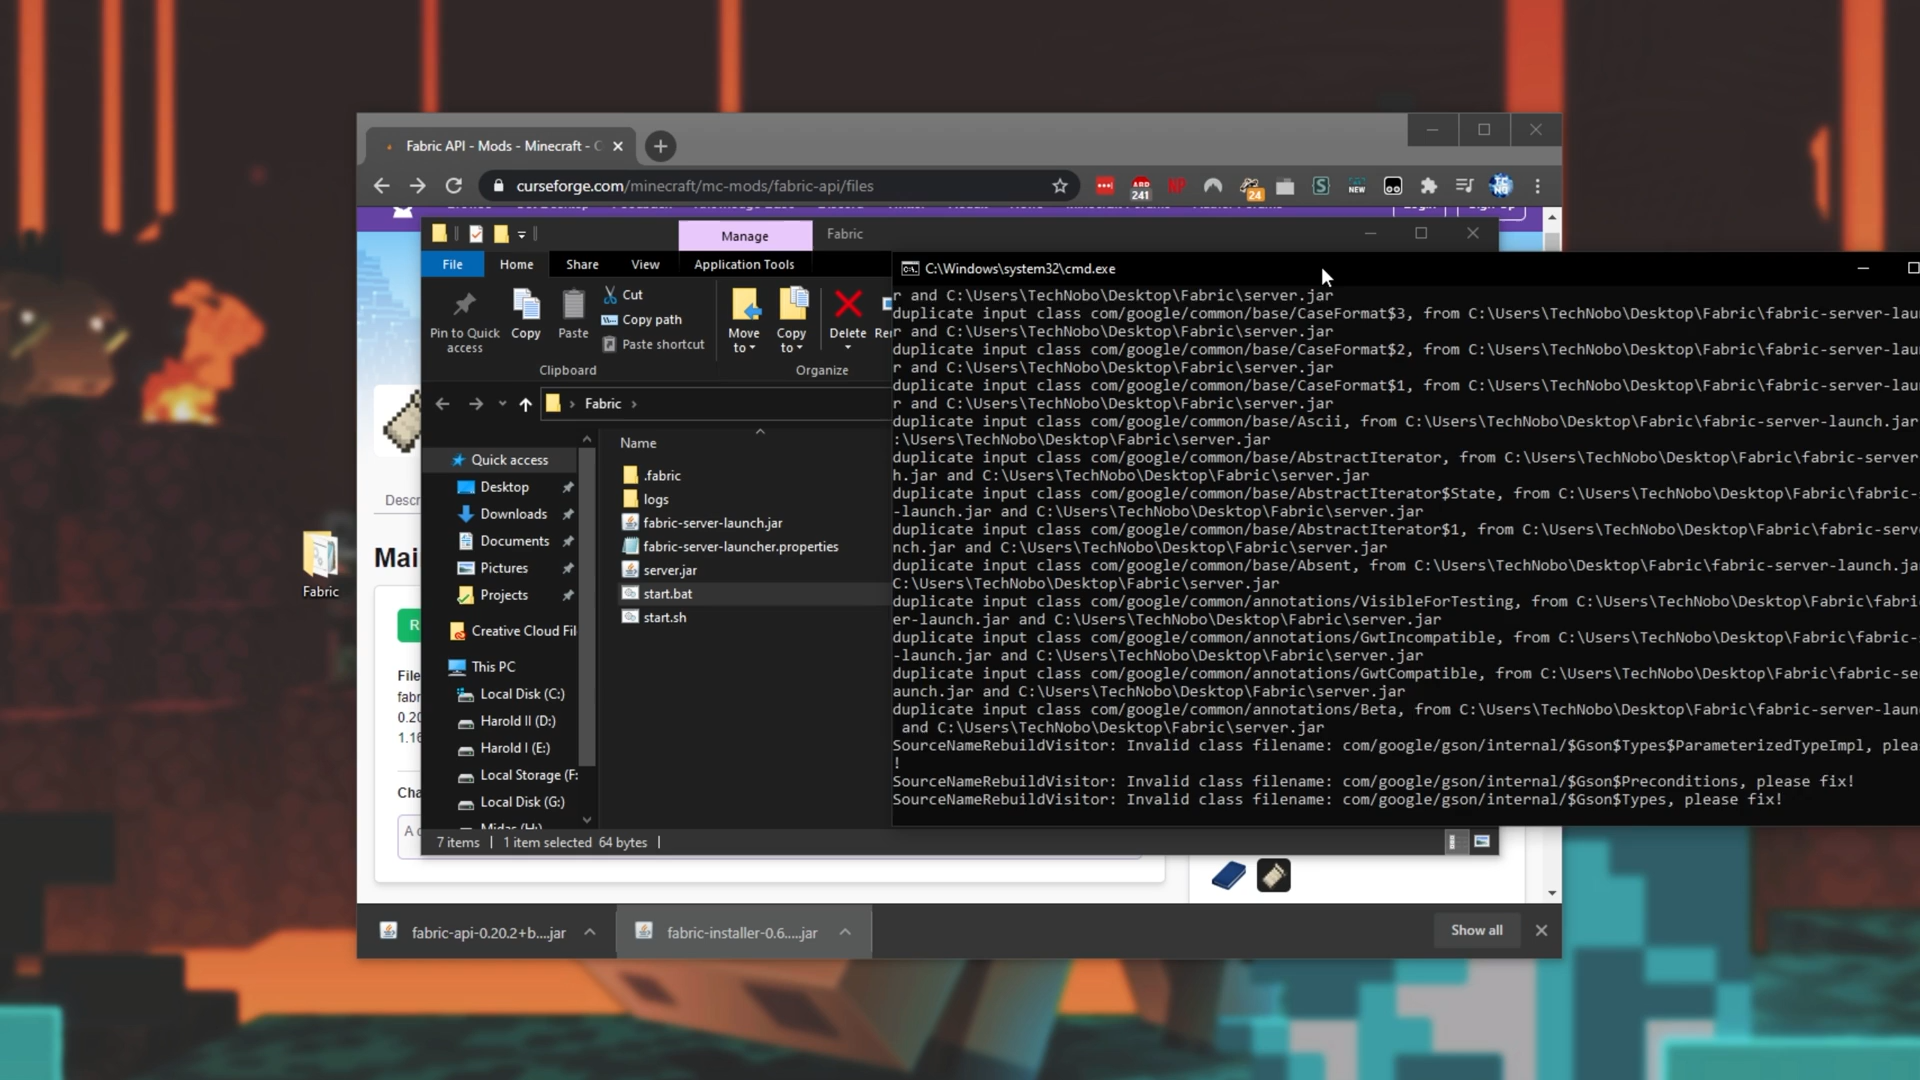 Fabric API - Mods - Minecraft - C
curseforge.com/minecraft/mc-mods/fabric-api/files
ABD
241
24
NEW
Manage
Fabric
File
Home
Share
View
Application Tools
Pin to Quick
access
Copy
Paste
Cut
Copy path
Paste shortcut
Clipboard
Move
to
Copy
to
Delete
Organize
Fabric
Quick access
Desktop
Downloads
Documents
Pictures
Projects
Creative Cloud Fil
This PC
Local Disk (C:)
Harold II (D:)
Harold I (E:)
Local Storage (F:
Local Disk (G:)
Midas (H:)
Name
.fabric
logs
fabric-server-launch.jar
fabric-server-launcher.properties
server.jar
start.bat
start.sh
7 items
1 item selected 64 bytes
C:\Windows\system32\cmd.exe
r and C:\Users\TechNobo\Desktop\Fabric\server.jar
duplicate input class com/google/common/base/CaseFormat$3, from C:\Users\TechNobo\Desktop\Fabric\fabric-server-laun
r and C:\Users\TechNobo\Desktop\Fabric\server.jar
duplicate input class com/google/common/base/CaseFormat$2, from C:\Users\TechNobo\Desktop\Fabric\fabric-server-laun
r and C:\Users\TechNobo\Desktop\Fabric\server.jar
duplicate input class com/google/common/base/CaseFormat$1, from C:\Users\TechNobo\Desktop\Fabric\fabric-server-laun
r and C:\Users\TechNobo\Desktop\Fabric\server.jar
duplicate input class com/google/common/base/Ascii, from C:\Users\TechNobo\Desktop\Fabric\fabric-server-launch.jar
:\Users\TechNobo\Desktop\Fabric\server.jar
duplicate input class com/google/common/base/AbstractIterator, from C:\Users\TechNobo\Desktop\Fabric\fabric-server-
h.jar and C:\Users\TechNobo\Desktop\Fabric\server.jar
duplicate input class com/google/common/base/AbstractIterator$State, from C:\Users\TechNobo\Desktop\Fabric\fabric-s
-launch.jar and C:\Users\TechNobo\Desktop\Fabric\server.jar
duplicate input class com/google/common/base/AbstractIterator$1, from C:\Users\TechNobo\Desktop\Fabric\fabric-serve
nch.jar and C:\Users\TechNobo\Desktop\Fabric\server.jar
duplicate input class com/google/common/base/Absent, from C:\Users\TechNobo\Desktop\Fabric\fabric-server-launch.jar
C:\Users\TechNobo\Desktop\Fabric\server.jar
duplicate input class com/google/common/annotations/VisibleForTesting, from C:\Users\TechNobo\Desktop\Fabric\fabri
er-launch.jar and C:\Users\TechNobo\Desktop\Fabric\server.jar
duplicate input class com/google/common/annotations/GwtIncompatible, from C:\Users\TechNobo\Desktop\Fabric\fabric-
-launch.jar and C:\Users\TechNobo\Desktop\Fabric\server.jar
duplicate input class com/google/common/annotations/GwtCompatible, from C:\Users\TechNobo\Desktop\Fabric\fabric-se
aunch.jar and C:\Users\TechNobo\Desktop\Fabric\server.jar
duplicate input class com/google/common/annotations/Beta, from C:\Users\TechNobo\Desktop\Fabric\fabric-server-laun
and C:\Users\TechNobo\Desktop\Fabric\server.jar
SourceNameRebuildVisitor: Invalid class filename: com/google/gson/internal/$Gson$Types$ParameterizedTypeImpl, pleas
!
SourceNameRebuildVisitor: Invalid class filename: com/google/gson/internal/$Gson$Preconditions, please fix!
SourceNameRebuildVisitor: Invalid class filename: com/google/gson/internal/$Gson$Types, please fix!
Descr
Mai
R
File
fabr
0.20
1.16
Cha
A c
Fabric
fabric-api-0.20.2+b....jar
fabric-installer-0.6.....jar
Show all